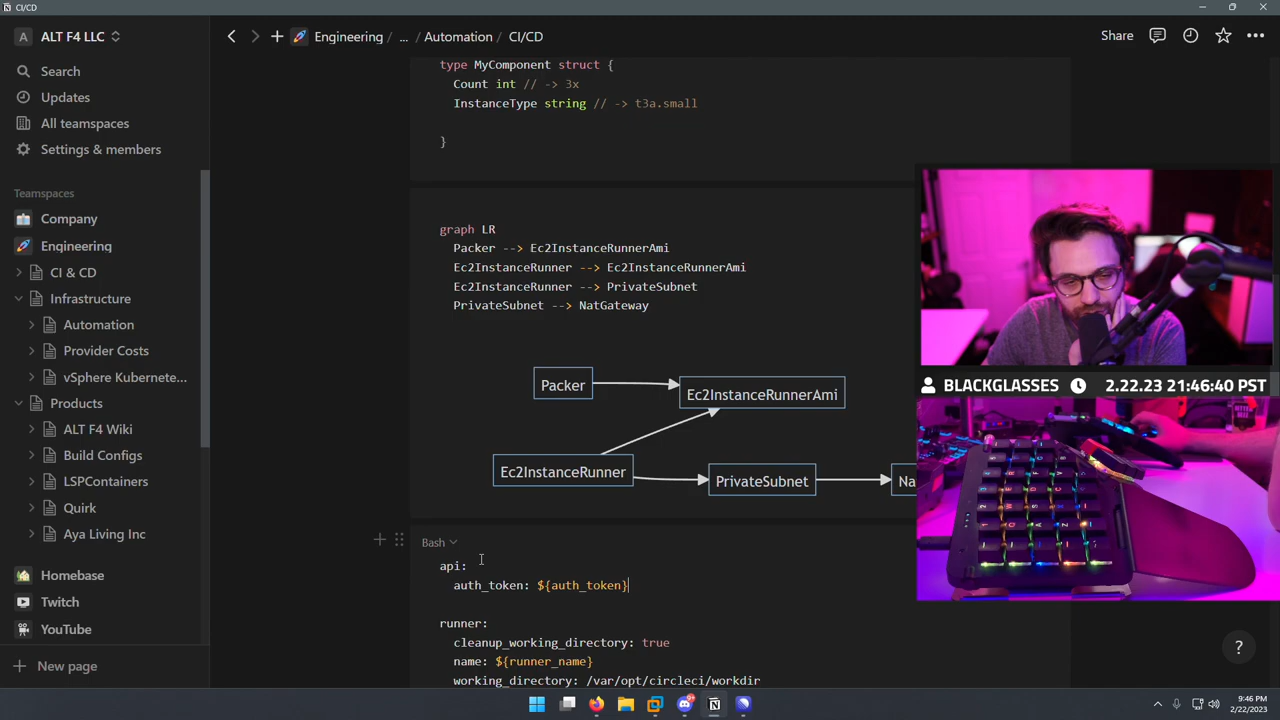 CI/CD
A ALT F4 LLC
Engineering / ... / Automation / CI/CD
Share
Search
Updates
All teamspaces
Settings & members
Teamspaces
Company
Engineering
CI & CD
Infrastructure
Automation
Provider Costs
vSphere Kubernete...
Products
ALT F4 Wiki
Build Configs
LSPContainers
Quirk
Aya Living Inc
Homebase
Twitch
YouTube
New page
type MyComponent struct {
Count int // -> 3x
InstanceType string // -> t3a.small
}
graph LR
Packer --> Ec2InstanceRunnerAmi
Ec2InstanceRunner --> Ec2InstanceRunnerAmi
Ec2InstanceRunner --> PrivateSubnet
PrivateSubnet --> NatGateway
Packer
Ec2InstanceRunnerAmi
Ec2InstanceRunner
PrivateSubnet
Na
Bash
api:
auth_token: ${auth_token}
runner:
cleanup_working_directory: true
name: ${runner_name}
working_directory: /var/opt/circleci/workdir
BLACKGLASSES 2.22.23 21:46:40 PST
?
9:46 PM
2/22/2023